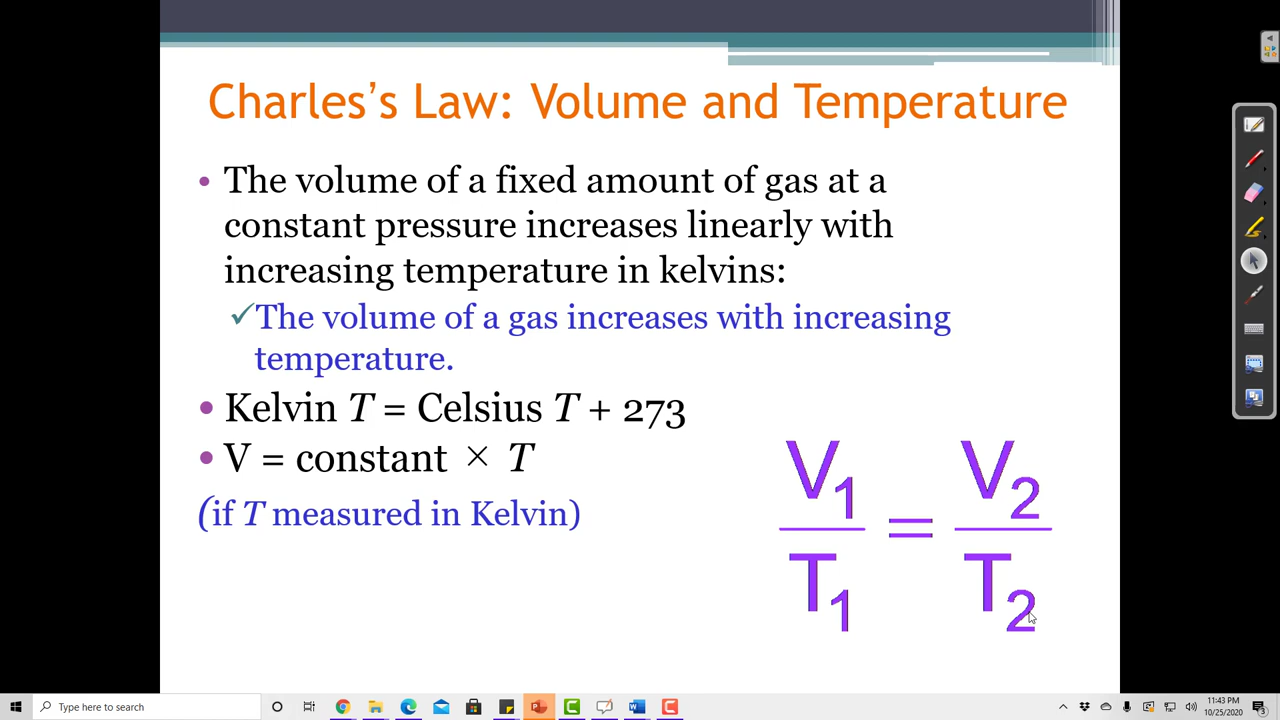 Charles’s Law: Volume and Temperature
• The volume of a fixed amount of gas at a
constant pressure increases linearly with
increasing temperature in kelvins:
✓The volume of a gas increases with increasing
temperature.
• Kelvin T = Celsius T + 273
• V = constant × T
(if T measured in Kelvin)
V1 = V2
T1 T2
Type here to search
11:43 PM
10/25/2020
3